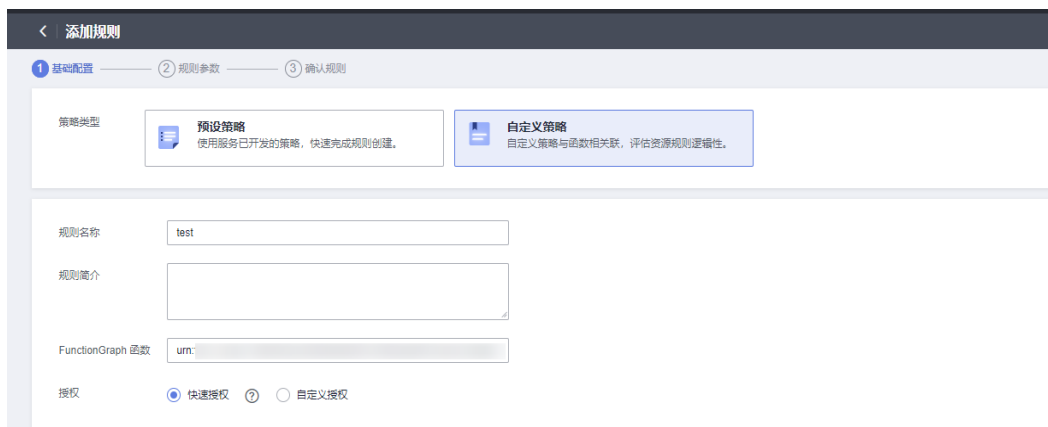 添加规则
1 基础配置 2 规则参数 3 确认规则
策略类型
预设策略
使用服务已开发的策略，快速完成规则创建。
自定义策略
自定义策略与函数相关联，评估资源规则逻辑性。
规则名称 test
规则简介
FunctionGraph 函数 urn:
授权 快速授权 ? 自定义授权